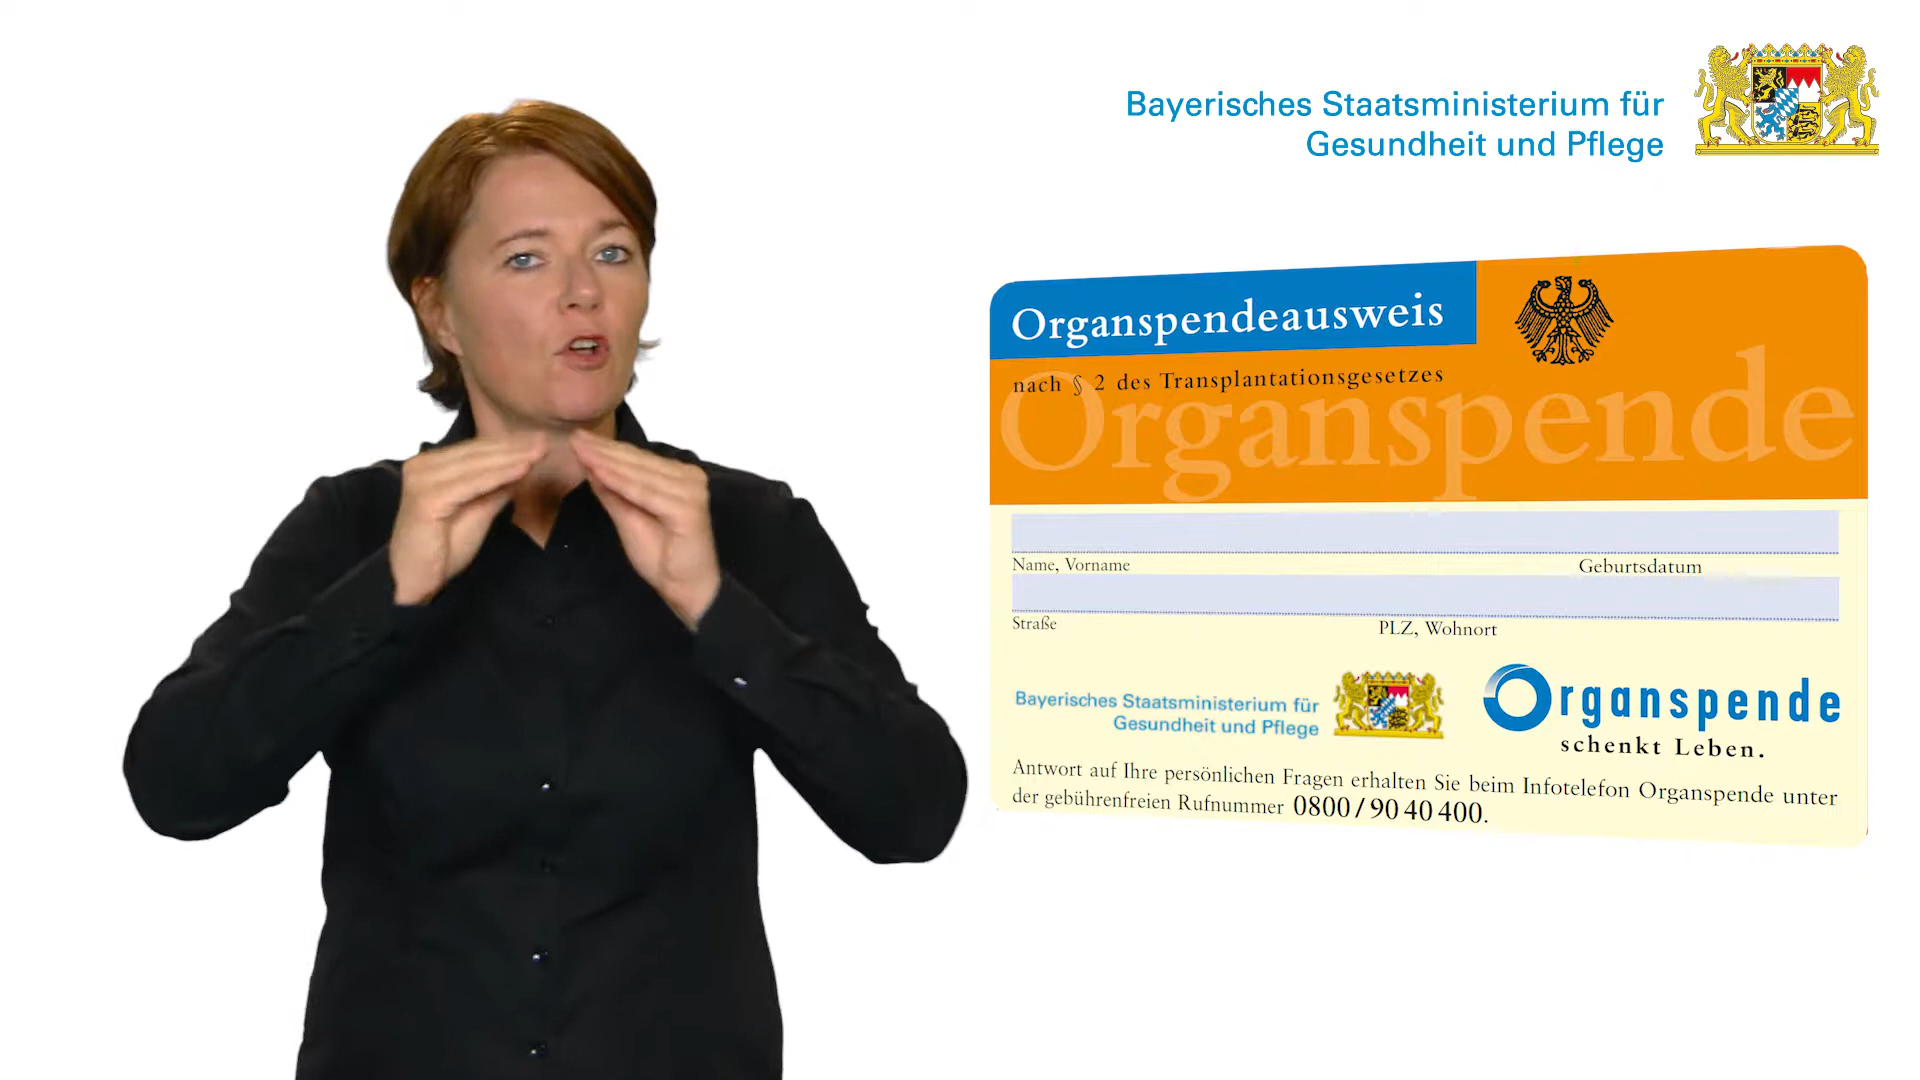 Bayerisches Staatsministerium für
Gesundheit und Pflege
Organspendeausweis
nach § 2 des Transplantationsgesetzes
Organspende
Name, Vorname Geburtsdatum
Straße PLZ, Wohnort
Bayerisches Staatsministerium für
Gesundheit und Pflege
Organspende
schenkt Leben.
Antwort auf Ihre persönlichen Fragen erhalten Sie beim Infotelefon Organspende unter
der gebührenfreien Rufnummer 0800 / 90 40 400.